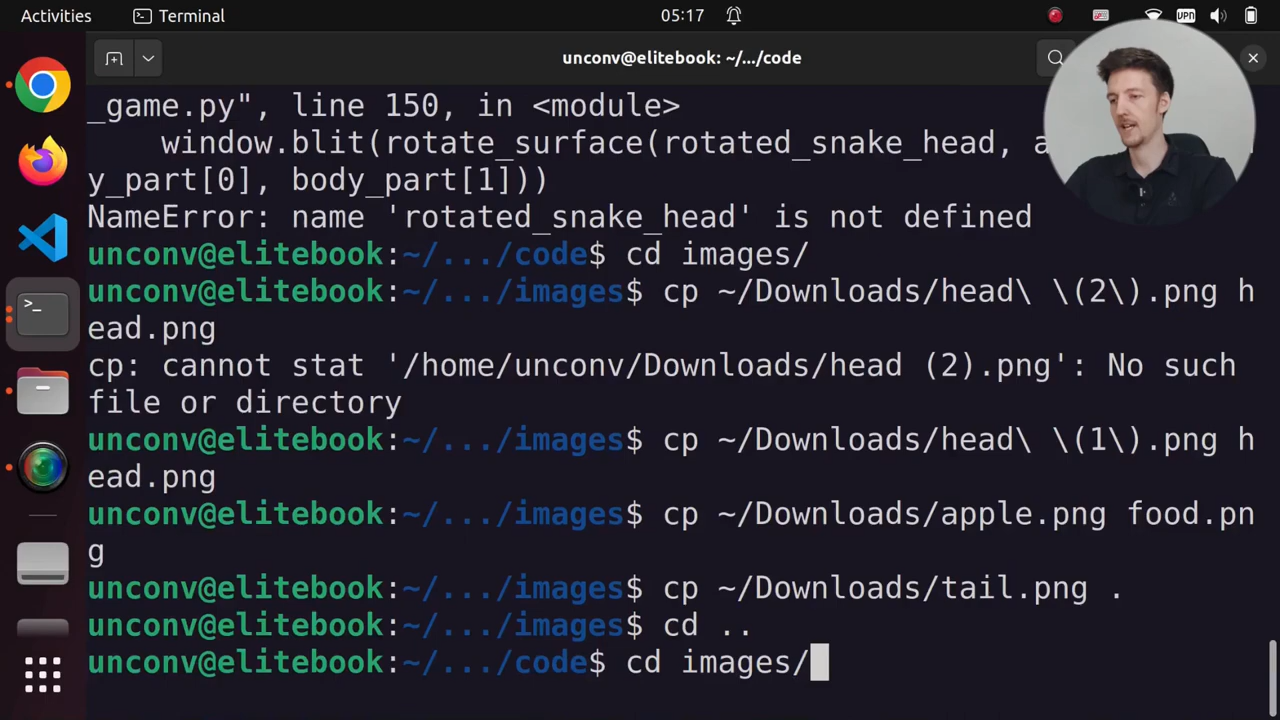 Activities
Terminal
05:17
VPN
unconv@elitebook: ~/.../code
_game.py", line 150, in <module>
window.blit(rotate_surface(rotated_snake_head, a
y_part[0], body_part[1]))
NameError: name 'rotated_snake_head' is not defined
unconv@elitebook:~/.../code$ cd images/
unconv@elitebook:~/.../images$ cp ~/Downloads/head\ \(2\).png h
ead.png
cp: cannot stat '/home/unconv/Downloads/head (2).png': No such
file or directory
unconv@elitebook:~/.../images$ cp ~/Downloads/head\ \(1\).png h
ead.png
unconv@elitebook:~/.../images$ cp ~/Downloads/apple.png food.pn
g
unconv@elitebook:~/.../images$ cp ~/Downloads/tail.png .
unconv@elitebook:~/.../images$ cd ..
unconv@elitebook:~/.../code$ cd images/